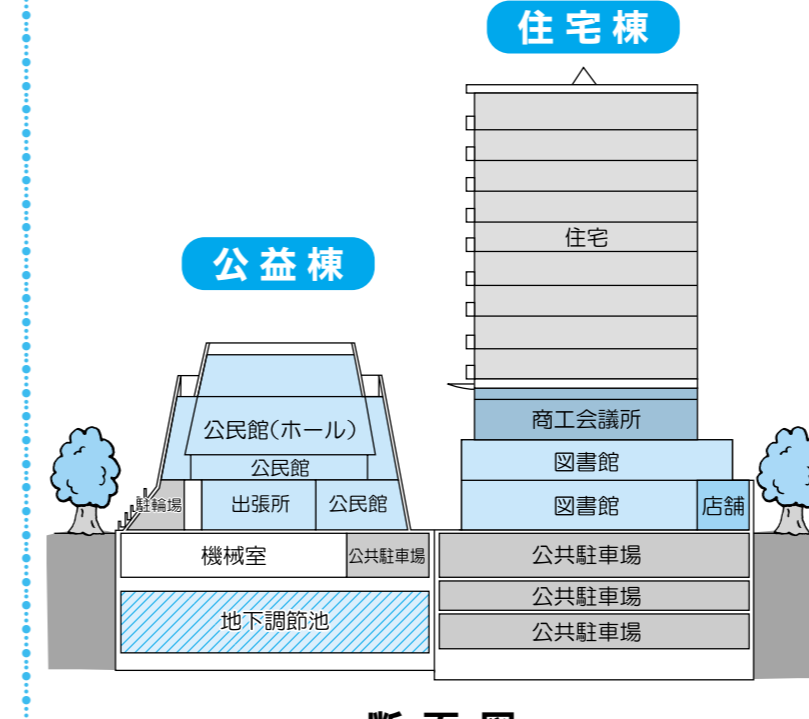 住宅棟
公益棟
住宅
商工会議所
図書館
図書館
店舗
公民館(ホール)
公民館
駐輪場
出張所
公民館
機械室
公共駐車場
地下調節池
公共駐車場
公共駐車場
公共駐車場
断面図